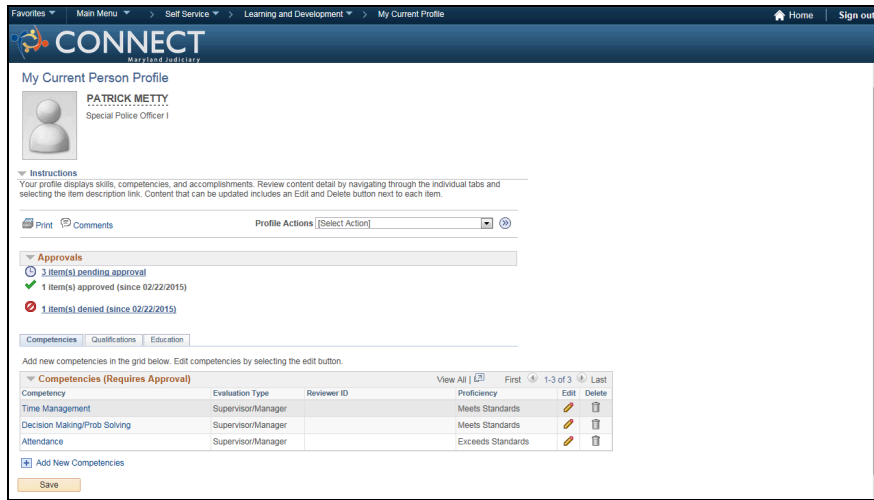 Favorites Main Menu > Self Service > Learning and Development > My Current Profile Home Sign out
CONNECT
Maryland Judiciary
My Current Person Profile
PATRICK METTY
Special Police Officer I
Instructions
Your profile displays skills, competencies, and accomplishments. Review content detail by navigating through the individual tabs and
selecting the item description link. Content that can be updated includes an Edit and Delete button next to each item.
Print Comments Profile Actions [Select Action]
Approvals
3 item(s) pending approval
1 item(s) approved (since 02/22/2015)
1 item(s) denied (since 02/22/2015)
Competencies Qualifications Education
Add new competencies in the grid below. Edit competencies by selecting the edit button.
Competencies (Requires Approval) View All | First 1-3 of 3 Last
Competency Evaluation Type Reviewer ID Proficiency Edit Delete
Time Management Supervisor/Manager Meets Standards
Decision Making/Prob Solving Supervisor/Manager Meets Standards
Attendance Supervisor/Manager Exceeds Standards
Add New Competencies
Save